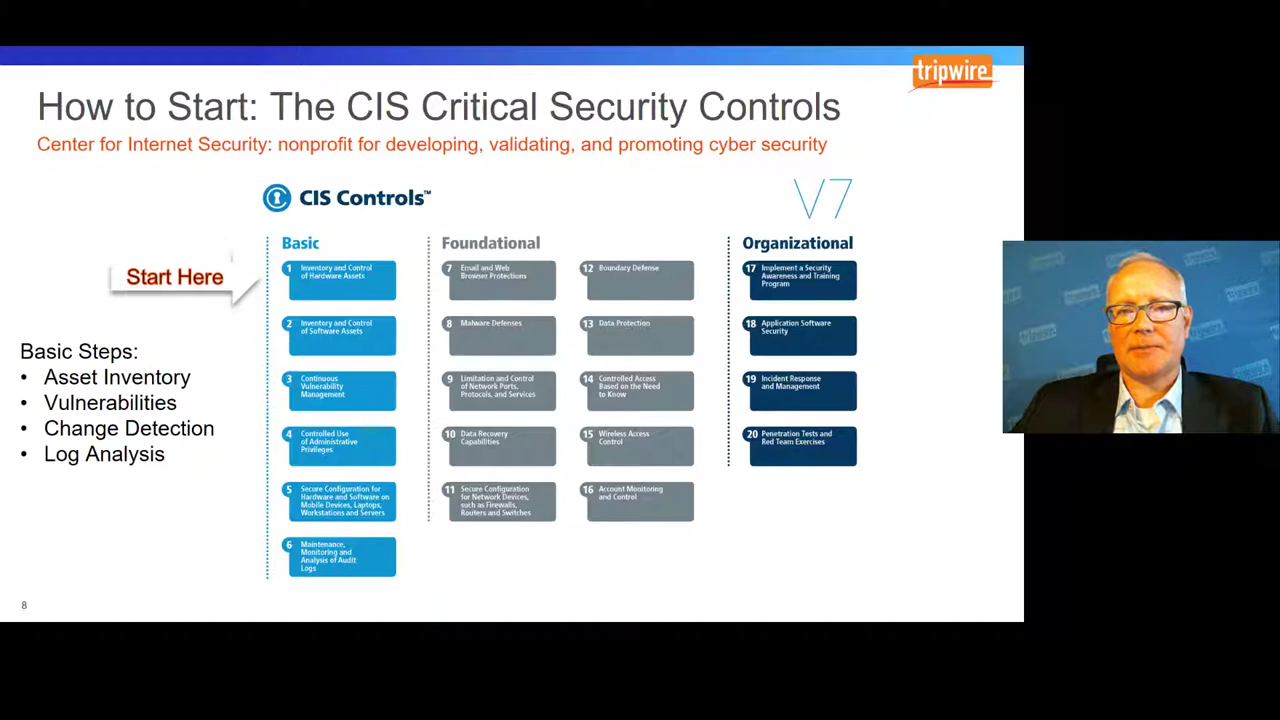 tripwire
How to Start: The CIS Critical Security Controls
Center for Internet Security: nonprofit for developing, validating, and promoting cyber security
CIS Controls™
V7
Start Here
Basic Steps:
• Asset Inventory
• Vulnerabilities
• Change Detection
• Log Analysis
Basic
1 Inventory and Control
of Hardware Assets
2 Inventory and Control
of Software Assets
3 Continuous
Vulnerability
Management
4 Controlled Use
of Administrative
Privileges
5 Secure Configuration for
Hardware and Software on
Mobile Devices, Laptops,
Workstations and Servers
6 Maintenance,
Monitoring and
Analysis of Audit
Logs
Foundational
7 Email and Web
Browser Protections
8 Malware Defenses
9 Limitation and Control
of Network Ports,
Protocols, and Services
10 Data Recovery
Capabilities
11 Secure Configuration
for Network Devices,
such as Firewalls,
Routers and Switches
12 Boundary Defense
13 Data Protection
14 Controlled Access
Based on the Need
to Know
15 Wireless Access
Control
16 Account Monitoring
and Control
Organizational
17 Implement a Security
Awareness and Training
Program
18 Application Software
Security
19 Incident Response
and Management
20 Penetration Tests and
Red Team Exercises
8